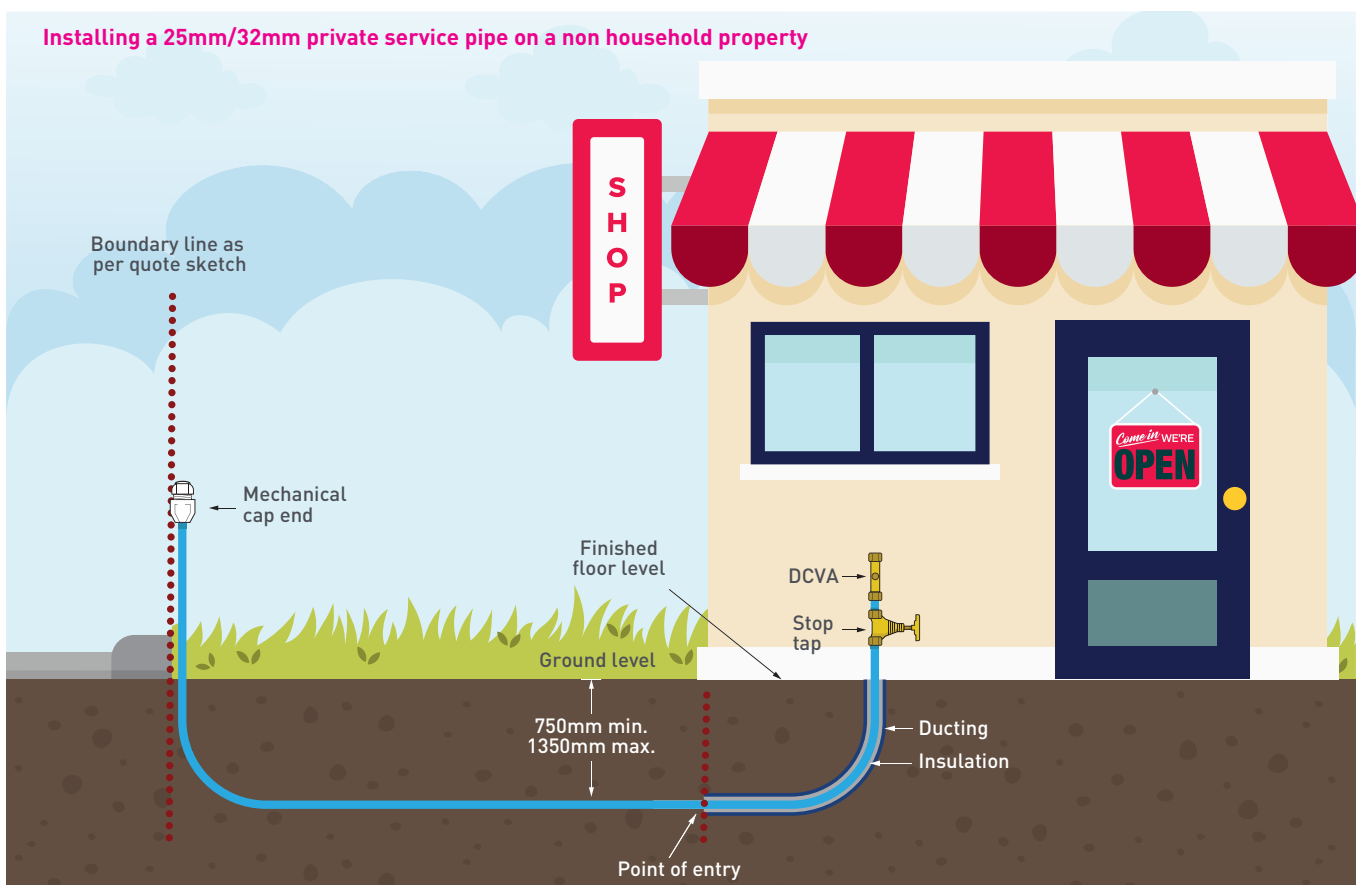 Installing a 25mm/32mm private service pipe on a non household property
S
H
O
P
Boundary line as
per quote sketch
Come in WE'RE
OPEN
Mechanical
cap end
Finished
floor level
DCVA
Stop
tap
Ground level
750mm min.
1350mm max.
Ducting
Insulation
Point of entry